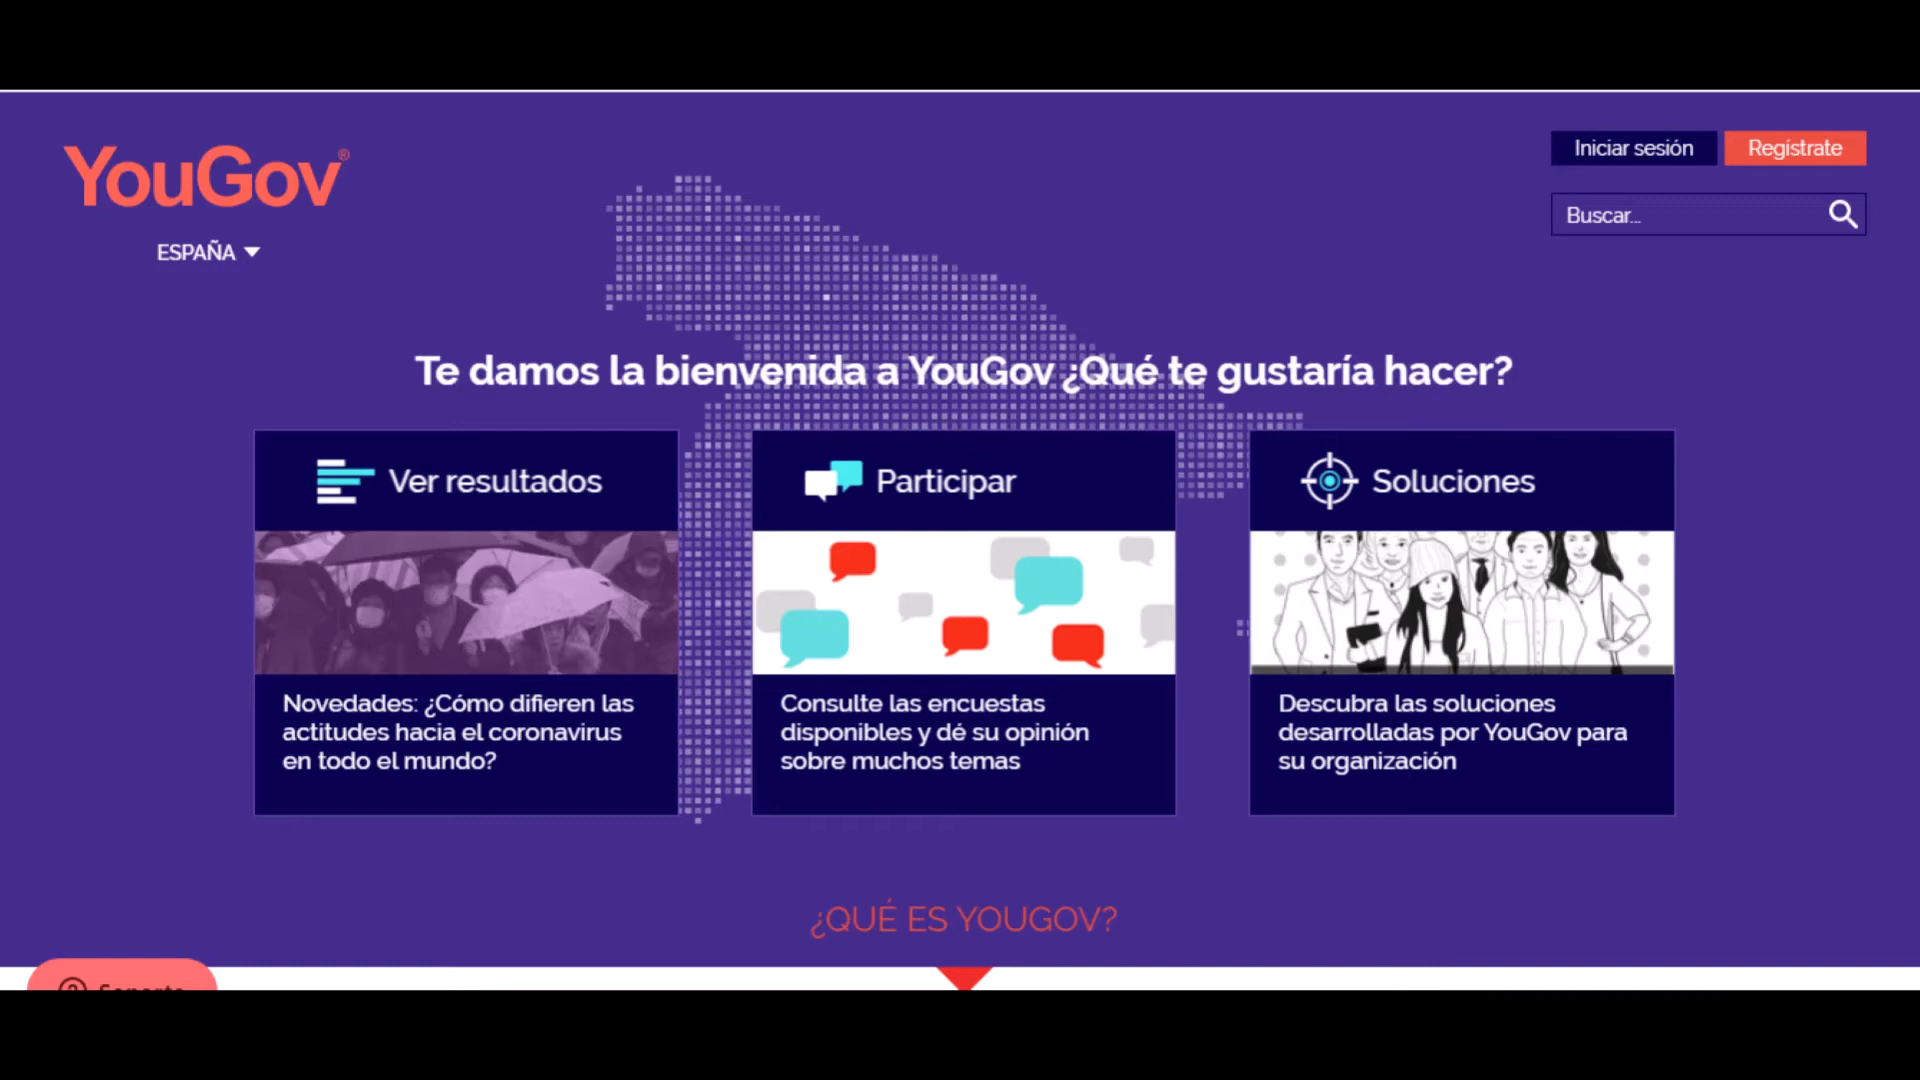 YouGov®
ESPAÑA
Iniciar sesión
Regístrate
Buscar...
Te damos la bienvenida a YouGov ¿Qué te gustaría hacer?
Ver resultados
Novedades: ¿Cómo difieren las
actitudes hacia el coronavirus
en todo el mundo?
Participar
Consulte las encuestas
disponibles y dé su opinión
sobre muchos temas
Soluciones
Descubra las soluciones
desarrolladas por YouGov para
su organización
¿QUÉ ES YOUGOV?